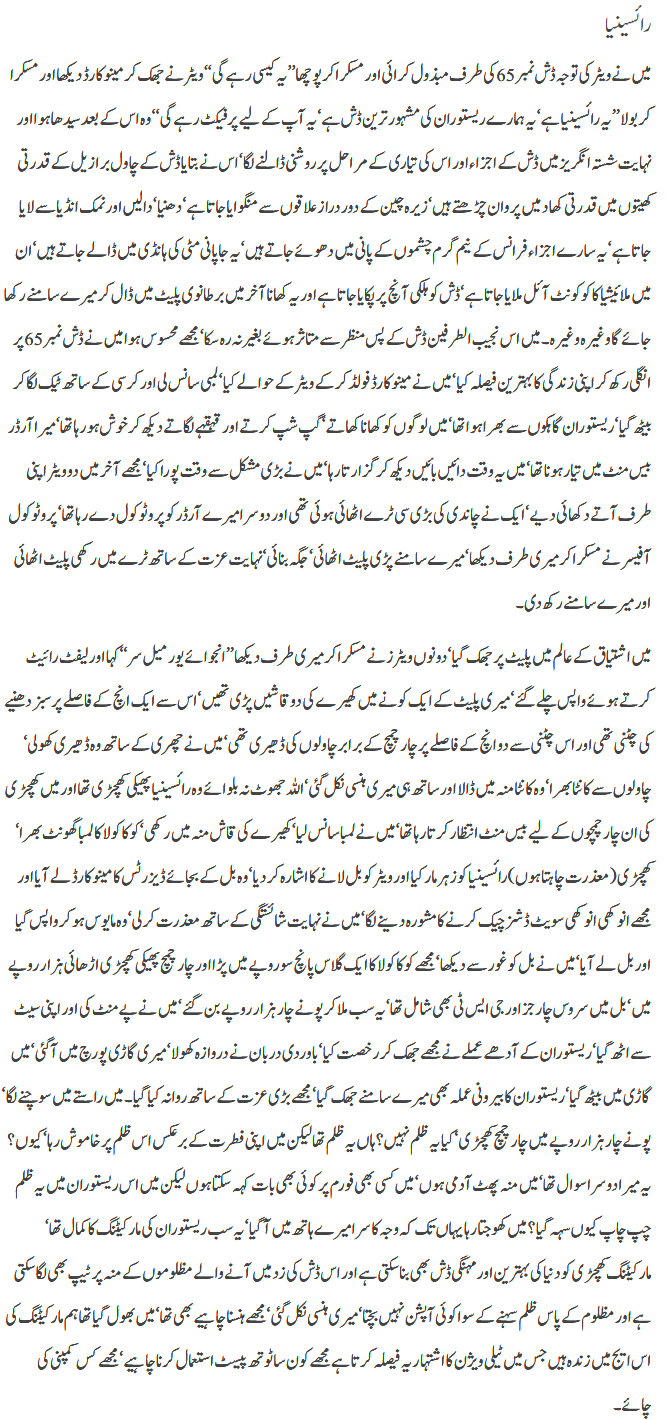 رائسینیا
میں نے ویٹر کی توجہ ڈش نمبر 65 کی طرف مبذول کرائی اور مسکرا کر پوچھا’’یہ کیسی رہے گی‘‘ ویٹر نے جھک کر مینو کارڈ دیکھا اور مسکرا
کر بولا ’’یہ رائسینیا ہے‘ یہ ہمارے ریستوران کی مشہور ترین ڈش ہے‘ یہ آپ کے لیے پرفیکٹ رہے گی‘‘ وہ اس کے بعد سیدھا ہوا اور
نہایت شستہ انگریز میں ڈش کے اجزاء اور اس کی تیاری کے مراحل پر روشنی ڈالنے لگا‘ اس نے بتایا ڈش کے چاول برازیل کے قدرتی
کھیتوں میں قدرتی کھاد میں پروان چڑھتے ہیں‘ زیرہ چین کے دور دراز علاقوں سے منگوایا جاتا ہے‘ دھنیا‘ دالیں اور نمک انڈیا سے لایا
جاتا ہے‘ یہ سارے اجزاء فرانس کے نیم گرم چشموں کے پانی میں دھوئے جاتے ہیں‘ یہ جاپانی مٹی کی ہانڈی میں ڈالے جاتے ہیں‘ ان
میں ملائیشیا کا کوکونٹ آئل ملایا جاتا ہے‘ ڈش کو ہلکی آنچ پر پکایا جاتا ہے اور یہ کھانا آخر میں برطانوی پلیٹ میں ڈال کر میرے سامنے رکھا
جائے گا وغیرہ وغیرہ۔ میں اس نجیب الطرفین ڈش کے پس منظر سے متاثر ہوئے بغیر نہ رہ سکا‘ مجھے محسوس ہوا میں نے ڈش نمبر 65 پر
انگلی رکھ کر اپنی زندگی کا بہترین فیصلہ کیا‘ میں نے مینو کارڈ فولڈ کر کے ویٹر کے حوالے کیا‘ لمبی سانس لی اور کرسی کے ساتھ ٹیک لگا کر
بیٹھ گیا‘ ریستوران گاہکوں سے بھرا ہوا تھا‘ میں لوگوں کو کھانا کھاتے‘ گپ شپ کرتے اور قہقہے لگاتے دیکھ کر خوش ہو رہا تھا‘ میرا آرڈر
بیس منٹ میں تیار ہونا تھا‘ میں یہ وقت دائیں بائیں دیکھ کر گزارتا رہا‘ میں نے بڑی مشکل سے وقت پورا کیا‘ مجھے آخر میں دو ویٹر اپنی
طرف آتے دکھائی دیے‘ ایک نے چاندی کی بڑی سی ٹرے اٹھائی ہوئی تھی اور دوسرا میرے آرڈر کو پروٹوکول دے رہا تھا‘ پروٹوکول
آفیسر نے مسکرا کر میری طرف دیکھا‘ میرے سامنے پڑی پلیٹ اٹھائی‘ جگہ بنائی‘ نہایت عزت کے ساتھ ٹرے میں رکھی پلیٹ اٹھائی
اور میرے سامنے رکھ دی۔
میں اشتیاق کے عالم میں پلیٹ پر جھک گیا‘ دونوں ویٹرز نے مسکرا کر میری طرف دیکھا ’’انجوائے یور میل سر‘‘ کہا اور لیفٹ رائیٹ
کرتے ہوئے واپس چلے گئے‘ میری پلیٹ کے ایک کونے میں کھیرے کی دو قاشیں پڑی تھیں‘ اس سے ایک انچ کے فاصلے پر سبز دھنیے
کی چٹنی تھی اور اس چٹنی سے دو انچ کے فاصلے پر چار چمچ کے برابر چاولوں کی ڈھیری تھی‘ میں نے چھری کے ساتھ وہ ڈھیری کھولی‘
چاولوں سے کانٹا بھرا‘ وہ کانٹا منہ میں ڈالا اور ساتھ ہی میری ہنسی نکل گئی‘ اللہ جھوٹ نہ بلوائے وہ رائسینیا پھیکی کھچڑی تھا اور میں کھچڑی
کی ان چار چمچوں کے لیے بیس منٹ انتظار کرتا رہا تھا‘ میں نے لمبا سانس لیا‘ کھیرے کی قاش منہ میں رکھی‘ کوکا کولا کا لمبا گھونٹ بھرا‘
کھچڑی (معذرت چاہتا ہوں) رائسینیا کو زہر مار کیا اور ویٹر کو بل لانے کا اشارہ کر دیا‘ وہ بل کے بجائے ڈیزرٹس کا مینو کارڈ لے آیا اور
مجھے انوکھی انوکھی سویٹ ڈشز چیک کرنے کا مشورہ دینے لگا‘ میں نے نہایت شائستگی کے ساتھ معذرت کر لی‘ وہ مایوس ہو کر واپس گیا
اور بل لے آیا‘ میں نے بل کو غور سے دیکھا‘ مجھے کوکا کولا کا ایک گلاس پانچ سو روپے میں پڑا اور چار چمچ پھیکی کھچڑی اڑھائی ہزار روپے
میں‘ بل میں سروس چارجز اور جی ایس ٹی بھی شامل تھا‘ یہ سب ملا کر پونے چار ہزار روپے بن گئے‘ میں نے پے منٹ کی اور اپنی سیٹ
سے اٹھ گیا‘ ریستوران کے آدھے عملے نے مجھے جھک کر رخصت کیا‘ باوردی دربان نے دروازہ کھولا‘ میری گاڑی پورچ میں آ گئی‘ میں
گاڑی میں بیٹھ گیا‘ ریستوران کا بیرونی عملہ بھی میرے سامنے جھک گیا‘ مجھے بڑی عزت کے ساتھ روانہ کیا گیا۔ میں راستے میں سوچنے لگا‘
پونے چار ہزار روپے میں چار چمچ کھچڑی‘ کیا یہ ظلم نہیں؟ ہاں یہ ظلم تھا لیکن میں اپنی فطرت کے برعکس اس ظلم پر خاموش رہا‘ کیوں؟
یہ میرا دوسرا سوال تھا‘ میں منہ پھٹ آدمی ہوں‘ میں کسی بھی فورم پر کوئی بھی بات کہہ سکتا ہوں لیکن میں اس ریستوران میں یہ ظلم
چپ چاپ کیوں سہہ گیا؟ میں کھوجتا رہا یہاں تک کہ وجہ کا سرا میرے ہاتھ میں آ گیا‘ یہ سب ریستوران کی مارکیٹنگ کا کمال تھا‘
مارکیٹنگ کھچڑی کو دنیا کی بہترین اور مہنگی ڈش بھی بنا سکتی ہے اور اس ڈش کی زد میں آنے والے مظلوموں کے منہ پر ٹیپ بھی لگا سکتی
ہے اور مظلوم کے پاس ظلم سہنے کے سوا کوئی آپشن نہیں بچتا‘ میری ہنسی نکل گئی‘ مجھے ہنسنا چاہیے بھی تھا‘ میں بھول گیا تھا ہم مارکیٹنگ کی
اس ایج میں زندہ ہیں جس میں ٹیلی ویژن کا اشتہار یہ فیصلہ کرتا ہے مجھے کون سا ٹوتھ پیسٹ استعمال کرنا چاہیے‘ مجھے کس کمپنی کی
چائے۔